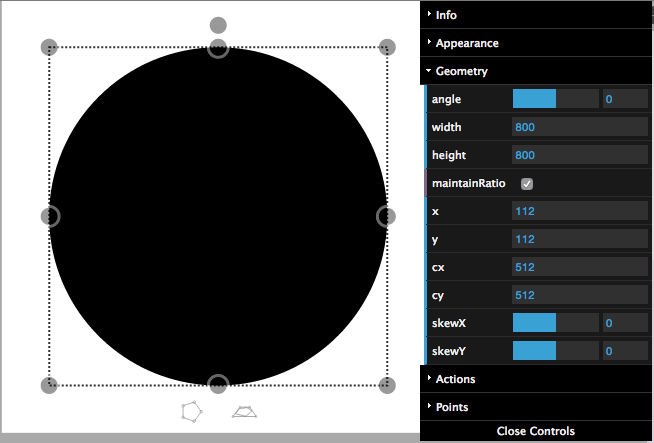 Info
Appearance
Geometry
angle 0
width 800
height 800
maintainRatio
x 112
y 112
cx 512
cy 512
skewX 0
skewY 0
Actions
Points
Close Controls